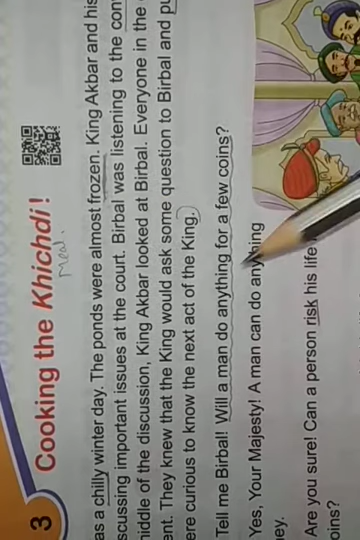 3
Cooking the Khichdi!
Meal.
as a chilly winter day. The ponds were almost frozen. King Akbar and his
scussing important issues at the court. Birbal was listening to the
iddle of the discussion, King Akbar looked at Birbal. Everyone in the
ent. They knew that the King would ask some question to Birbal and
ere curious to know the next act of the King.
Tell me Birbal! Will a man do anything for a few coins?
Yes, Your Majesty! A man can do anything
ney.
Are you sure! Can a person risk his life
oins?